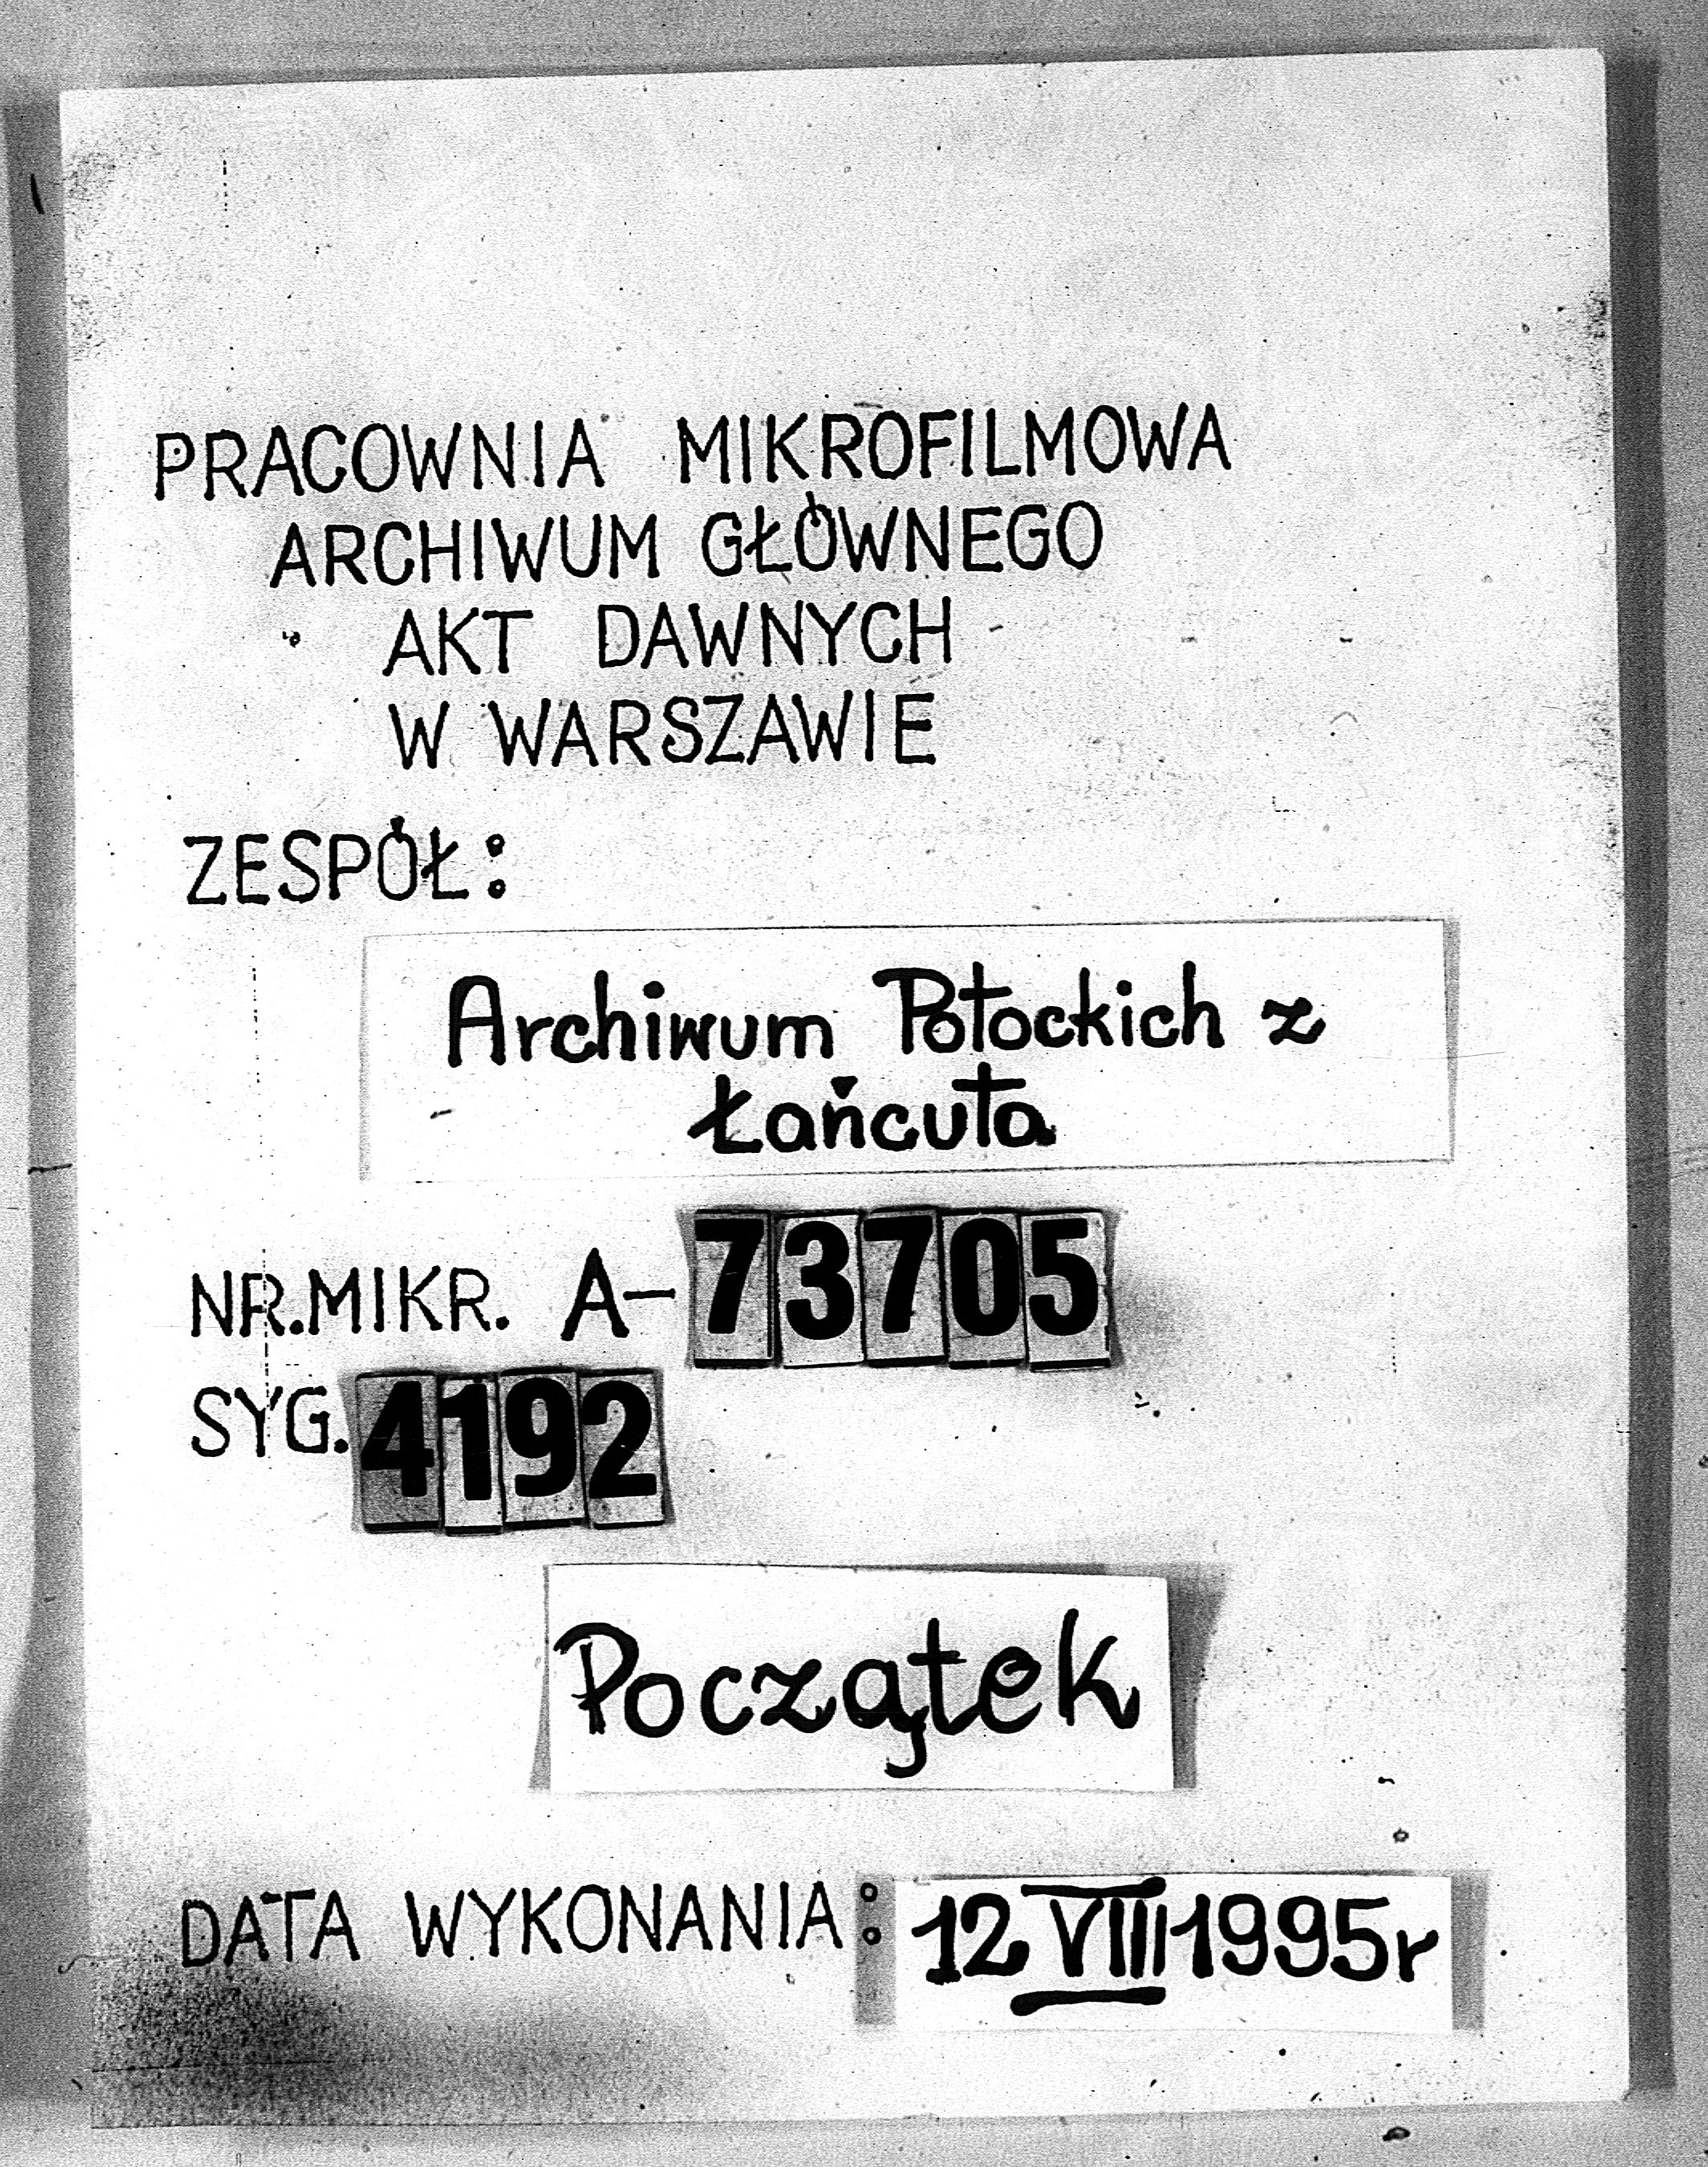 PRACOWNIA MIKROFILMOWA
ARCHIWUM GŁÓWNEGO
AKT DAWNYCH
W WARSZAWIE
ZESPÓŁ:
Archiwum Potockich z
Łańcuta
NR.MIKR. A-73705
SYG. 4192
Początek
DATA WYKONANIA: 12 VIII 1995r